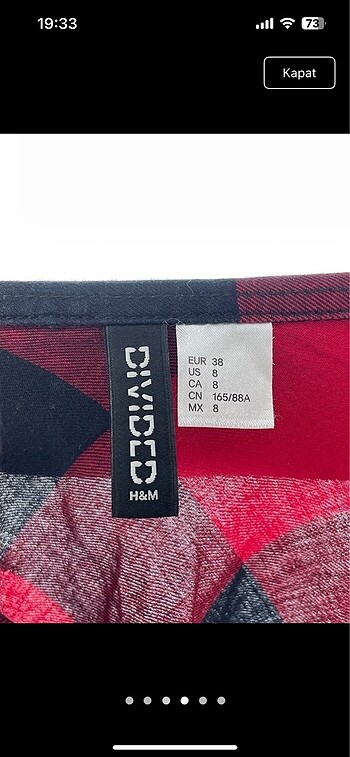 19:33
73
Kapat
DIVIDED
H&M
EUR 38
US 8
CA 8
CN 165/88A
MX 8